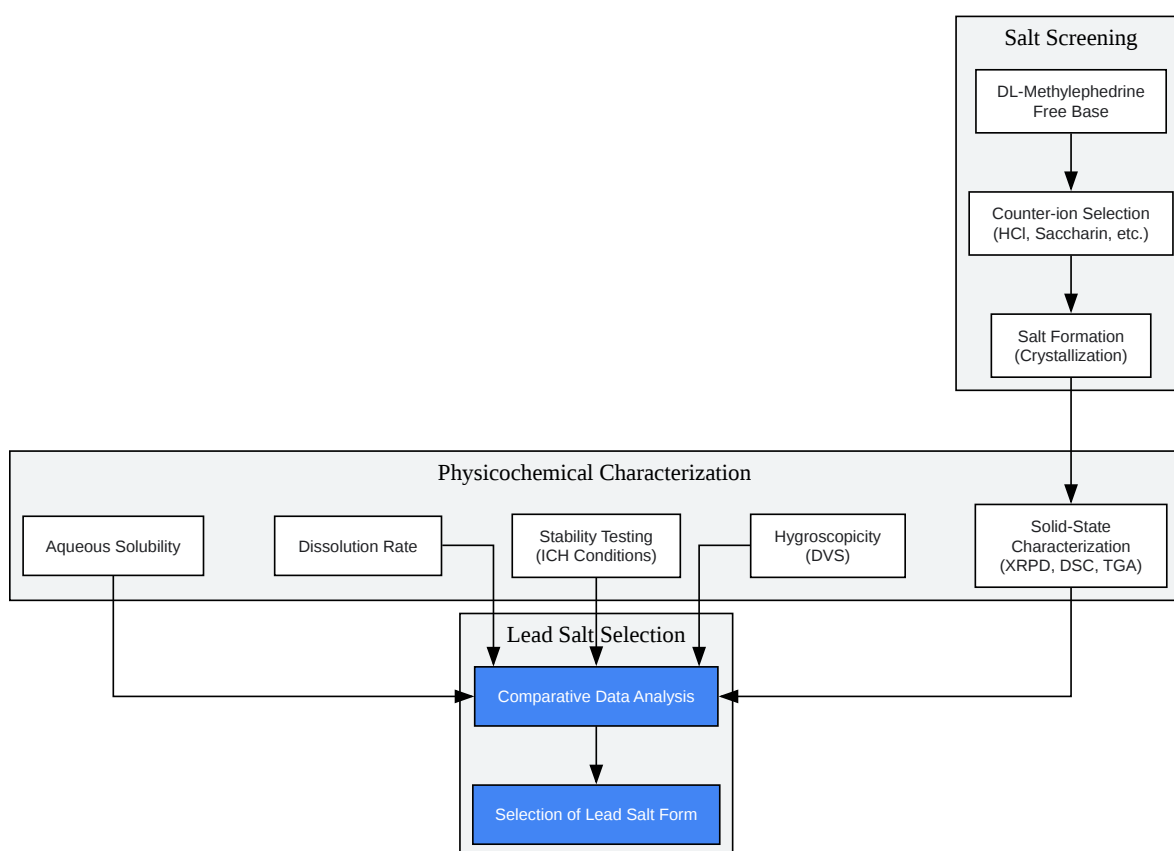 Salt Screening
DL-Methylephedrine
Free Base
Counter-ion Selection
(HCl, Saccharin, etc.)
Salt Formation
(Crystallization)
Physicochemical Characterization
Aqueous Solubility
Dissolution Rate
Stability Testing
(ICH Conditions)
Hygroscopicity
(DVS)
Solid-State
Characterization
(XRPD, DSC, TGA)
Lead Salt Selection
Comparative Data Analysis
Selection of Lead Salt Form